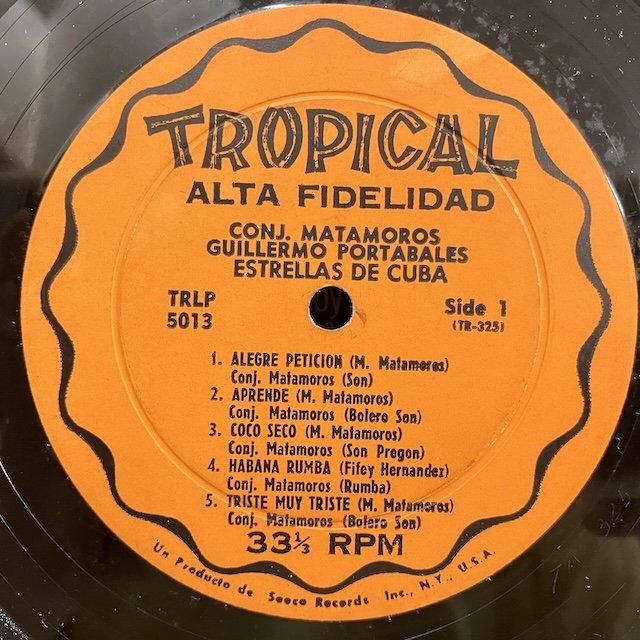 TROPICAL
ALTA FIDELIDAD
CONJ. MATAMOROS
GUILLERMO PORTABALES
ESTRELLAS DE CUBA
TRLP
5013
Side 1
(TR-325)
1. ALEGRE PETICION (M. Matamoros)
Conj. Matamoros (Son)
2. APRENDE (M. Matamoros)
Conj. Matamoros (Bolero Son)
3. COCO SECO (M. Matamoros)
Conj. Matamoros (Son Pregon)
4. HABANA RUMBA (Fifey Hernandez)
Conj. Matamoros (Rumba)
5. TRISTE MUY TRISTE (M. Matamoros)
Conj. Matamoros (Bolero Son)
33⅓ RPM
Un Producto de Seeco Records Inc., N.Y., U.S.A.